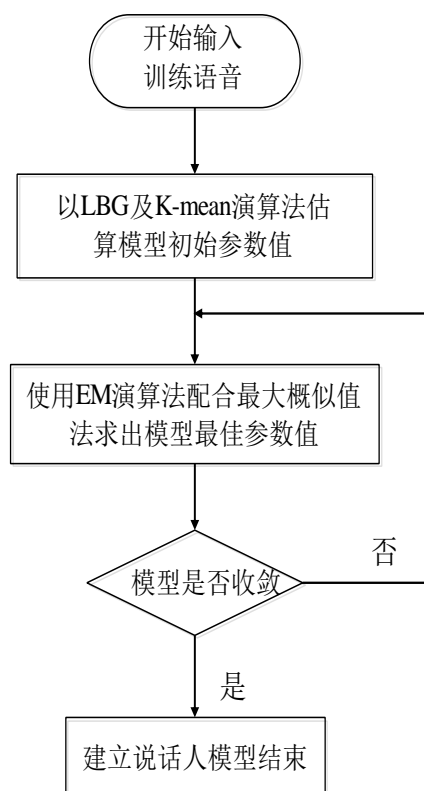 开始输入
训练语音
以LBG及K-mean演算法估
算模型初始参数值
使用EM演算法配合最大概似值
法求出模型最佳参数值
模型是否收敛
否
是
建立说话人模型结束